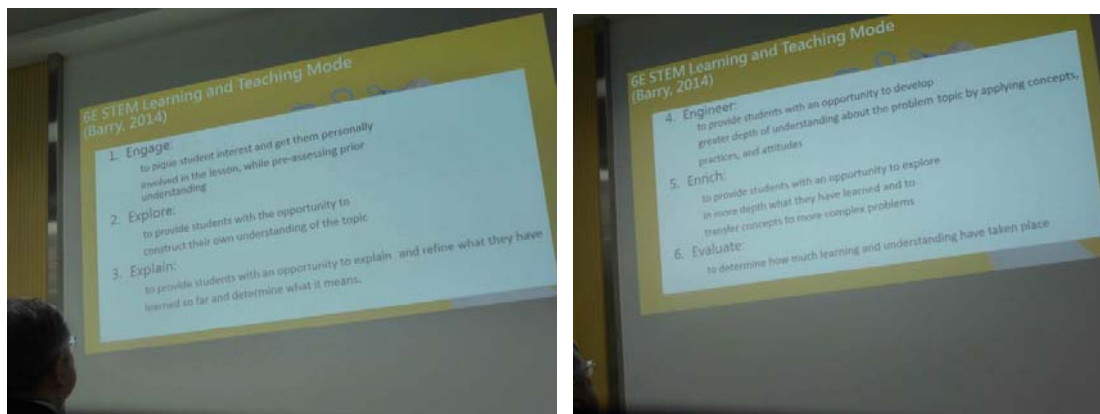 6E STEM Learning and Teaching Mode
(Barry, 2014)
1. Engage:
to pique student interest and get them personally
involved in the lesson, while pre-assessing prior
understanding
2. Explore:
to provide students with the opportunity to
construct their own understanding of the topic
3. Explain:
to provide students with an opportunity to explain and refine what they have
learned so far and determine what it means.
6E STEM Learning and Teaching Mode
(Barry, 2014)
4. Engineer:
to provide students with an opportunity to develop
greater depth of understanding about the problem topic by applying concepts,
practices, and attitudes
5. Enrich:
to provide students with an opportunity to explore
in more depth what they have learned and to
transfer concepts to more complex problems
6. Evaluate:
to determine how much learning and understanding have taken place